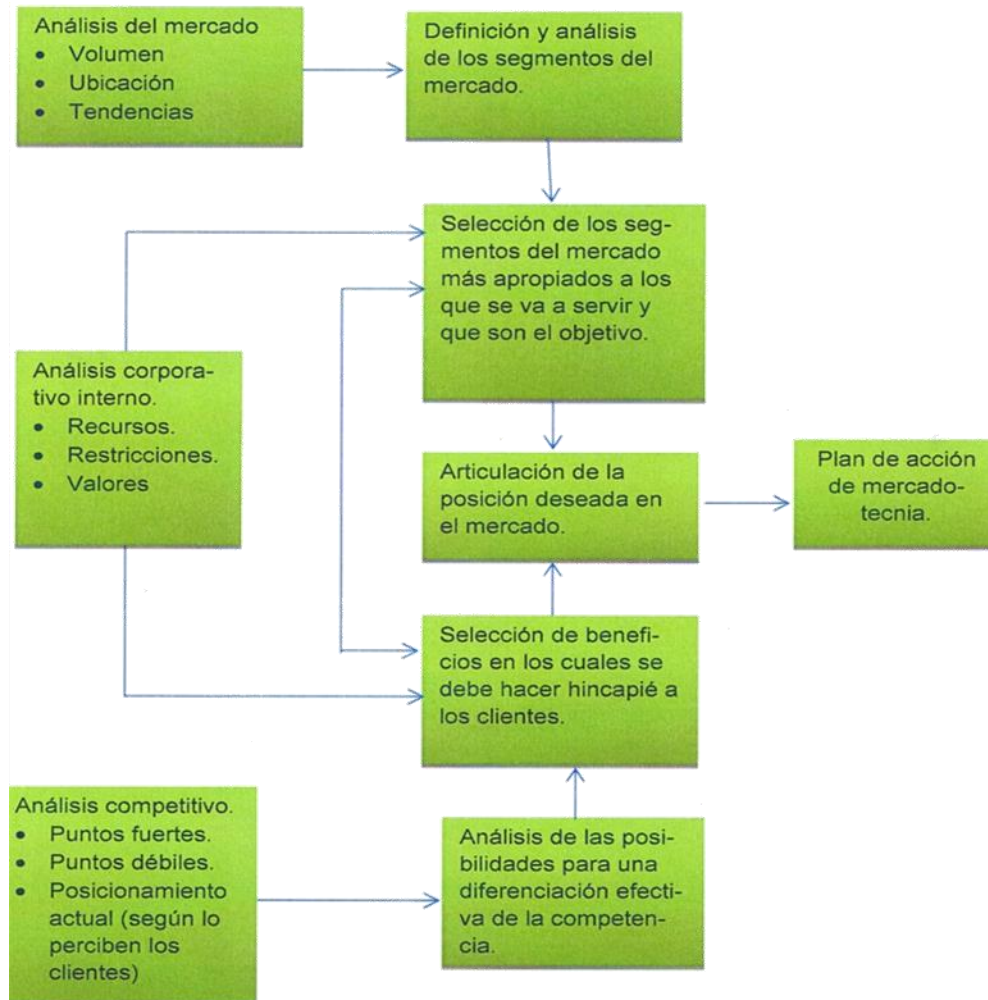 Análisis del mercado
• Volumen
• Ubicación
• Tendencias
Definición y análisis
de los segmentos del
mercado.
Selección de los seg-
mentos del mercado
más apropiados a los
que se va a servir y
que son el objetivo.
Análisis corpora-
tivo interno.
• Recursos.
• Restricciones.
• Valores
Articulación de la
posición deseada en
el mercado.
Plan de acción
de mercado-
tecnia.
Selección de benefi-
cios en los cuales se
debe hacer hincapié a
los clientes.
Análisis competitivo.
• Puntos fuertes.
• Puntos débiles.
• Posicionamiento
actual (según lo
perciben los
clientes)
Análisis de las posi-
bilidades para una
diferenciación efecti-
va de la competen-
cia.